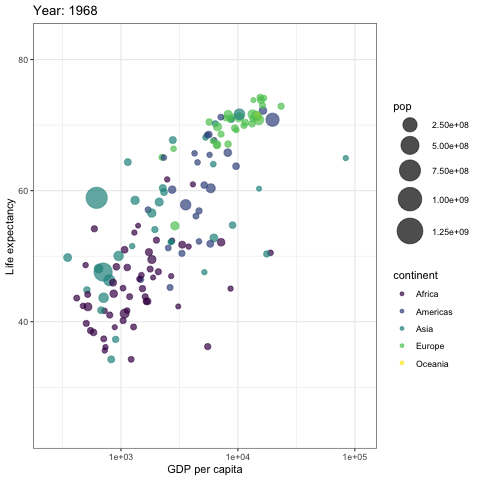 Year: 1968
Life expectancy
80
60
40
1e+03
1e+04
1e+05
GDP per capita
pop
2.50e+08
5.00e+08
7.50e+08
1.00e+09
1.25e+09
continent
Africa
Americas
Asia
Europe
Oceania